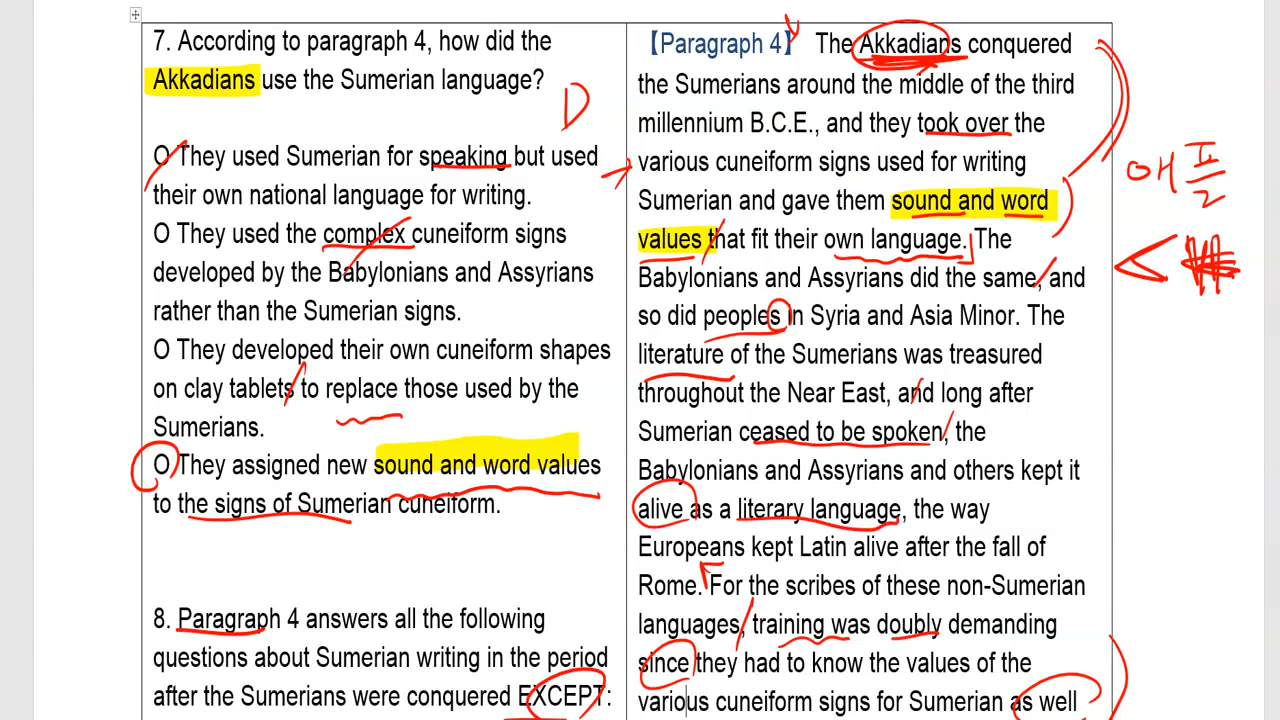 7. According to paragraph 4, how did the
Akkadians use the Sumerian language?
D
O They used Sumerian for speaking but used
their own national language for writing.
O They used the complex cuneiform signs
developed by the Babylonians and Assyrians
rather than the Sumerian signs.
O They developed their own cuneiform shapes
on clay tablets to replace those used by the
Sumerians.
O They assigned new sound and word values
to the signs of Sumerian cuneiform.
8. Paragraph 4 answers all the following
questions about Sumerian writing in the period
after the Sumerians were conquered EXCEPT:
【Paragraph 4】 The Akkadians conquered
the Sumerians around the middle of the third
millennium B.C.E., and they took over the
various cuneiform signs used for writing
Sumerian and gave them sound and word
values that fit their own language. The
Babylonians and Assyrians did the same, and
so did peoples in Syria and Asia Minor. The
literature of the Sumerians was treasured
throughout the Near East, and long after
Sumerian ceased to be spoken, the
Babylonians and Assyrians and others kept it
alive as a literary language, the way
Europeans kept Latin alive after the fall of
Rome. For the scribes of these non-Sumerian
languages, training was doubly demanding
since they had to know the values of the
various cuneiform signs for Sumerian as well